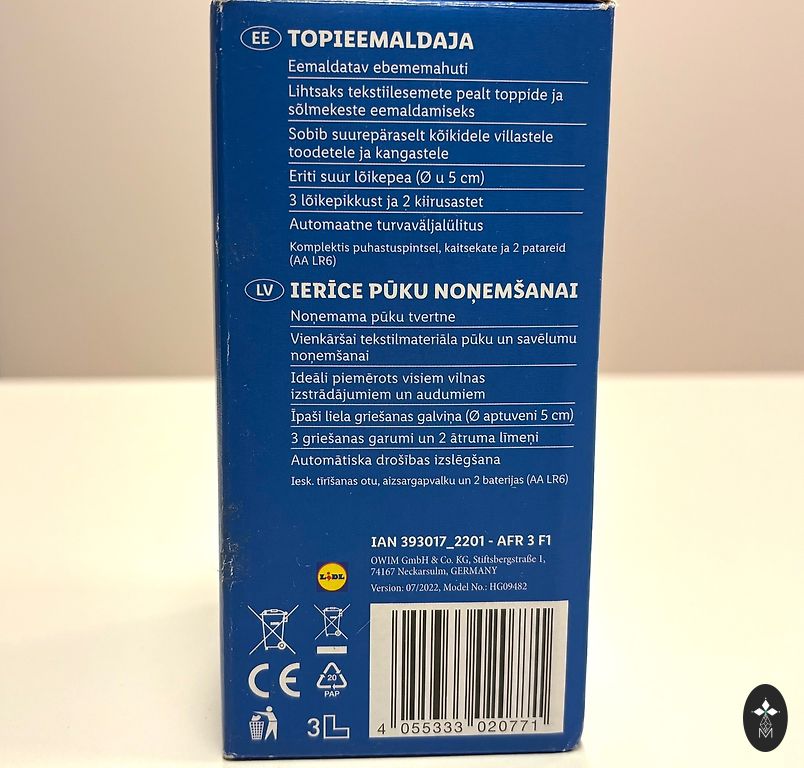 EE TOPIEEMALDAJA
Eemaldatav ebememahuti
Lihtsaks tekstiilesemete pealt toppide ja
sõlmekeste eemaldamiseks
Sobib suurepäraselt kõikidele villastele
toodetele ja kangastele
Eriti suur lõikepea (Ø u 5 cm)
3 lõikepikkust ja 2 kiirusastet
Automaatne turvaväljalülitus
Komplektis puhastuspintsel, kaitsekate ja 2 patareid
(AA LR6)
LV IERĪCE PŪKU NOŅEMŠANAI
Noņemama pūku tvertne
Vienkāršai tekstilmateriāla pūku un savēlumu
noņemšanai
Ideāli piemērots visiem vilnas
izstrādājumiem un audumiem
Īpaši liela griešanas galviņa (Ø aptuveni 5 cm)
3 griešanas garumi un 2 ātruma līmeņi
Automātiska drošības izslēgšana
Iesk. tīrīšanas otu, aizsargapvalku un 2 baterijas (AA LR6)
IAN 393017_2201 - AFR 3 F1
OWIM GmbH & Co. KG, Stiftsbergstraße 1,
74167 Neckarsulm, GERMANY
Version: 07/2022, Model No.: HG09482
LIDL
CE
20
PAP
3L
4 055333 020771
M